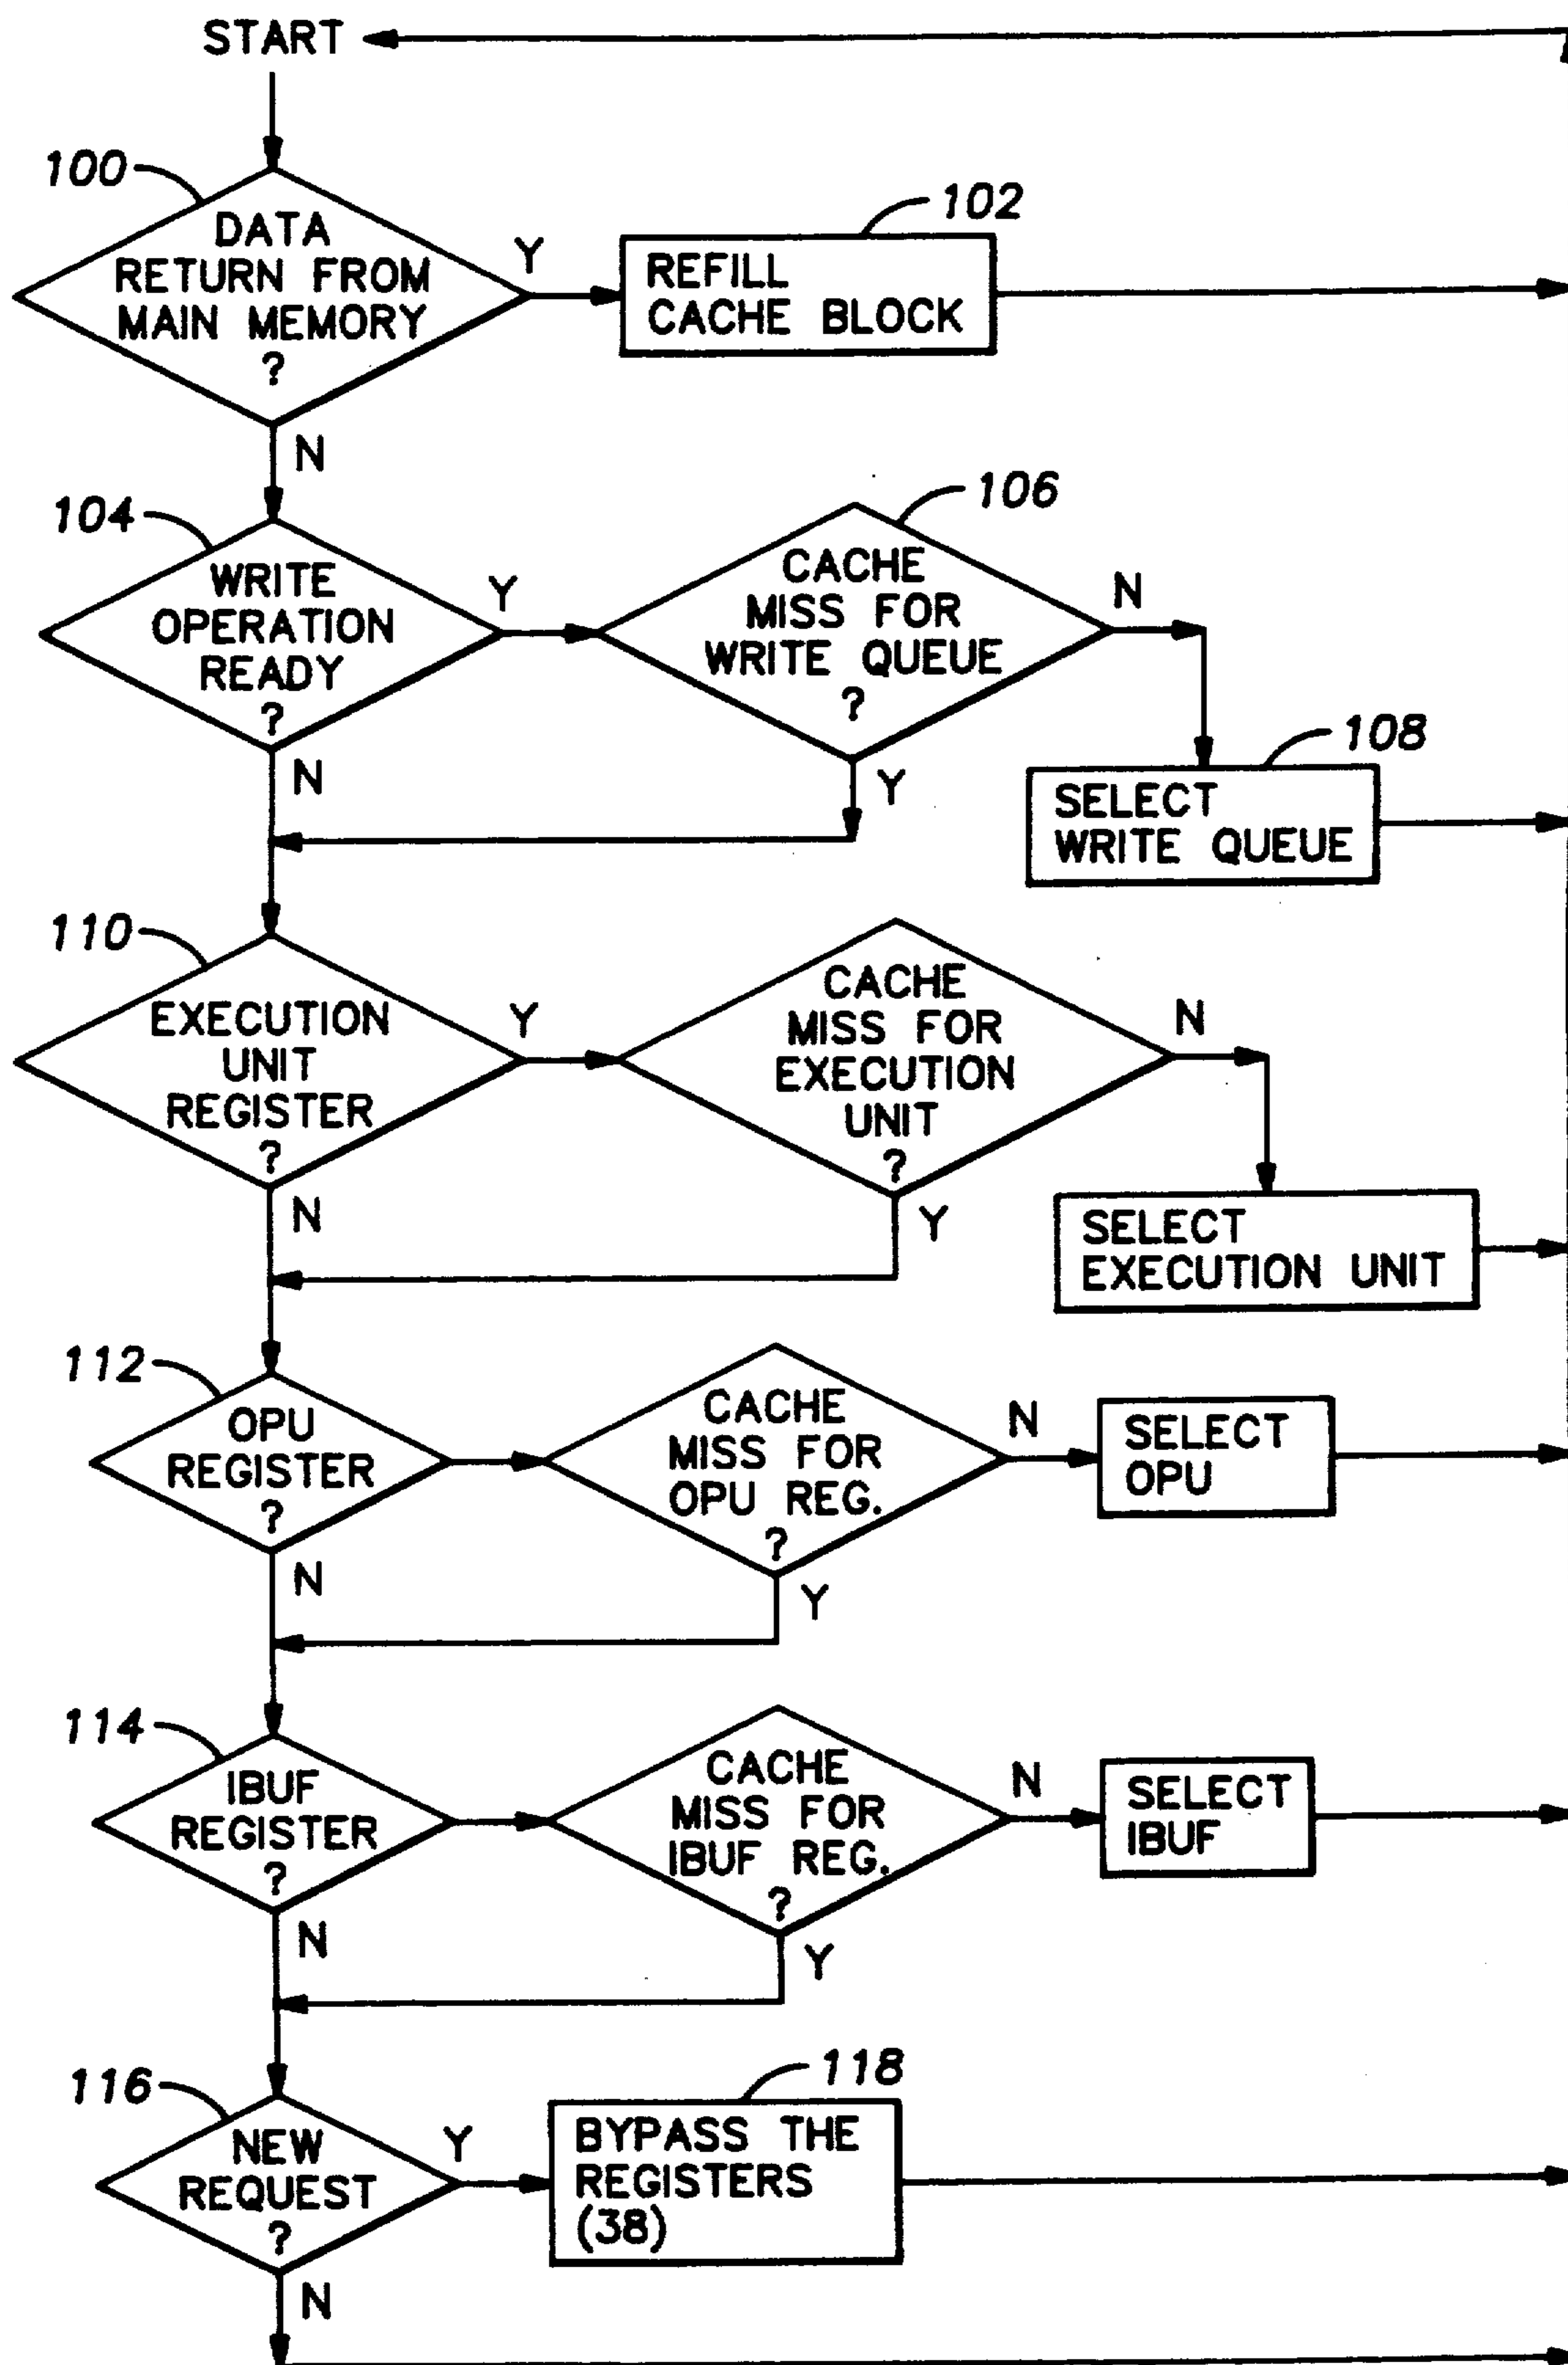 START
100
DATA
RETURN FROM
MAIN MEMORY
?
Y
102
REFILL
CACHE BLOCK
N
104
WRITE
OPERATION
READY
?
Y
106
CACHE
MISS FOR
WRITE QUEUE
?
N
108
SELECT
WRITE QUEUE
N
Y
110
EXECUTION
UNIT
REGISTER
?
Y
CACHE
MISS FOR
EXECUTION
UNIT
?
N
SELECT
EXECUTION UNIT
N
Y
112
OPU
REGISTER
?
CACHE
MISS FOR
OPU REG.
?
N
SELECT
OPU
N
Y
114
IBUF
REGISTER
?
CACHE
MISS FOR
IBUF REG.
?
N
SELECT
IBUF
N
Y
116
NEW
REQUEST
?
Y
118
BYPASS THE
REGISTERS
(38)
N